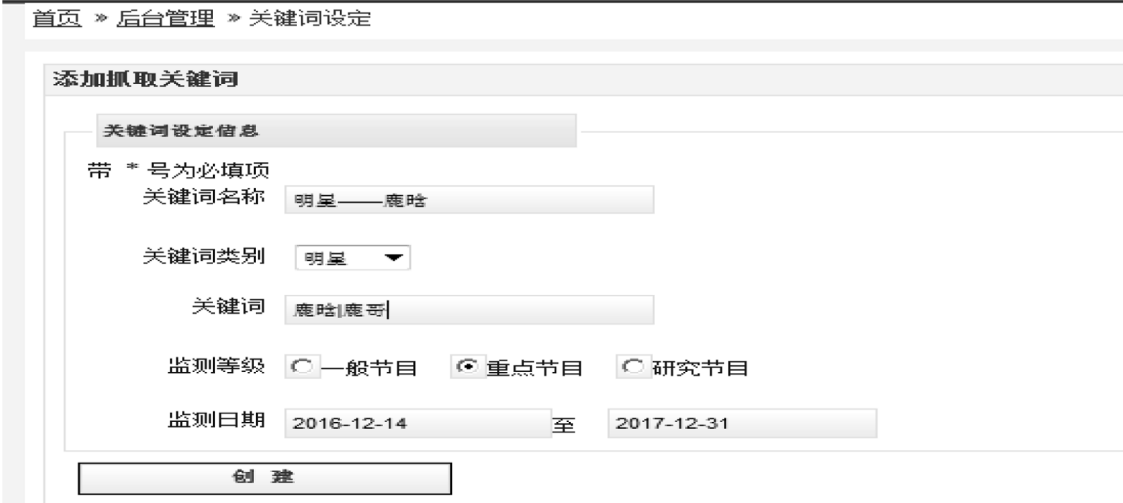 首页 » 后台管理 » 关键词设定
添加抓取关键词
关键词设定信息
带 * 号为必填项
关键词名称 明星——鹿晗
关键词类别 明星
关键词 鹿晗|鹿哥
监测等级 一般节目 重点节目 研究节目
监测日期 2016-12-14 至 2017-12-31
创 建